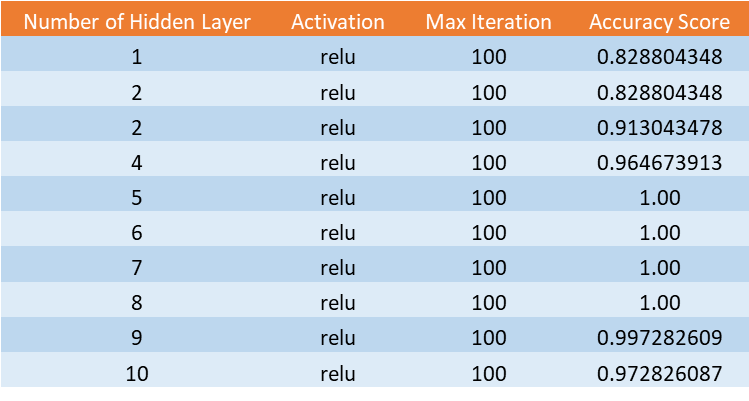 Number of Hidden Layer Activation Max Iteration Accuracy Score
1 relu 100 0.828804348
2 relu 100 0.828804348
2 relu 100 0.913043478
4 relu 100 0.964673913
5 relu 100 1.00
6 relu 100 1.00
7 relu 100 1.00
8 relu 100 1.00
9 relu 100 0.997282609
10 relu 100 0.972826087